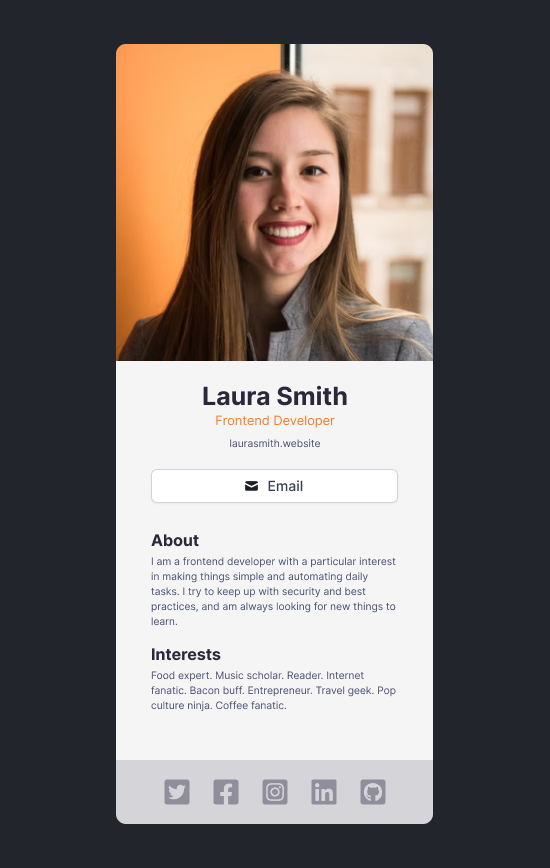 Laura Smith
Frontend Developer
laurasmith.website
Email
About
I am a frontend developer with a particular interest
in making things simple and automating daily
tasks. I try to keep up with security and best
practices, and am always looking for new things to
learn.
Interests
Food expert. Music scholar. Reader. Internet
fanatic. Bacon buff. Entrepreneur. Travel geek. Pop
culture ninja. Coffee fanatic.